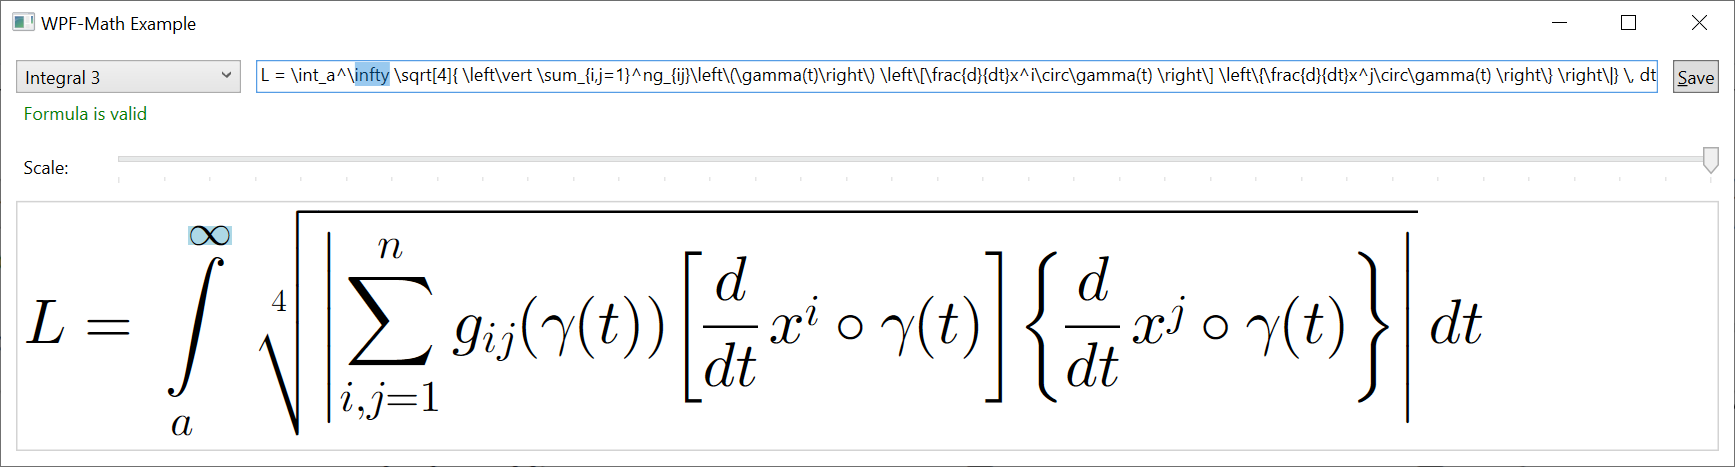 WPF-Math Example
Integral 3
L = \int_a^\infty \sqrt[4]{ \left\vert \sum_{i,j=1}^ng_{ij}\left\(\gamma(t)\right\) \left\[\frac{d}{dt}x^i\circ\gamma(t) \right\] \left\{\frac{d}{dt}x^j\circ\gamma(t) \right\} \right\|} \, dt
Save
Formula is valid
Scale:
L = ∫_a^∞ ∜|∑_{i,j=1}^n g_{ij}(γ(t)) [d/dt x^i ∘ γ(t)] {d/dt x^j ∘ γ(t)}| dt